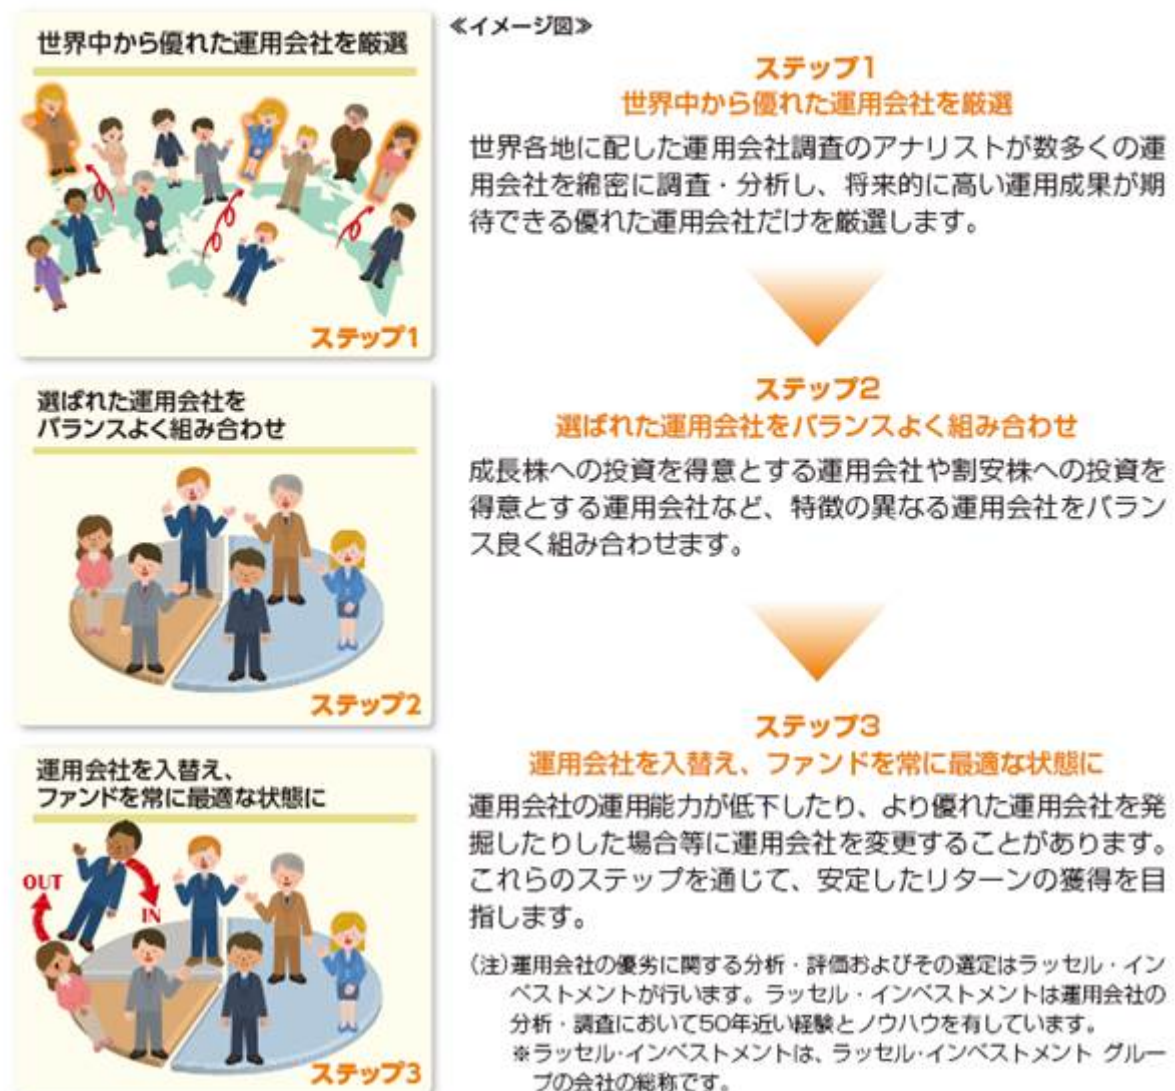 世界中から優れた運用会社を厳選
ステップ1
≪イメージ図≫
ステップ1
世界中から優れた運用会社を厳選
世界各地に配した運用会社調査のアナリストが数多くの運
用会社を綿密に調査・分析し、将来的に高い運用成果が期
待できる優れた運用会社だけを厳選します。
選ばれた運用会社を
バランスよく組み合わせ
ステップ2
ステップ2
選ばれた運用会社をバランスよく組み合わせ
成長株への投資を得意とする運用会社や割安株への投資を
得意とする運用会社など、特徴の異なる運用会社をバラン
ス良く組み合わせます。
運用会社を入替え、
ファンドを常に最適な状態に
OUT
IN
ステップ3
ステップ3
運用会社を入替え、ファンドを常に最適な状態に
運用会社の運用能力が低下したり、より優れた運用会社を発
掘したりした場合等に運用会社を変更することがあります。
これらのステップを通じて、安定したリターンの獲得を目
指します。
(注)運用会社の優劣に関する分析・評価およびその選定はラッセル・イン
ベストメントが行います。ラッセル・インベストメントは運用会社の
分析・調査において50年近い経験とノウハウを有しています。
※ラッセル・インベストメントは、ラッセル・インベストメント グルー
プの会社の総称です。